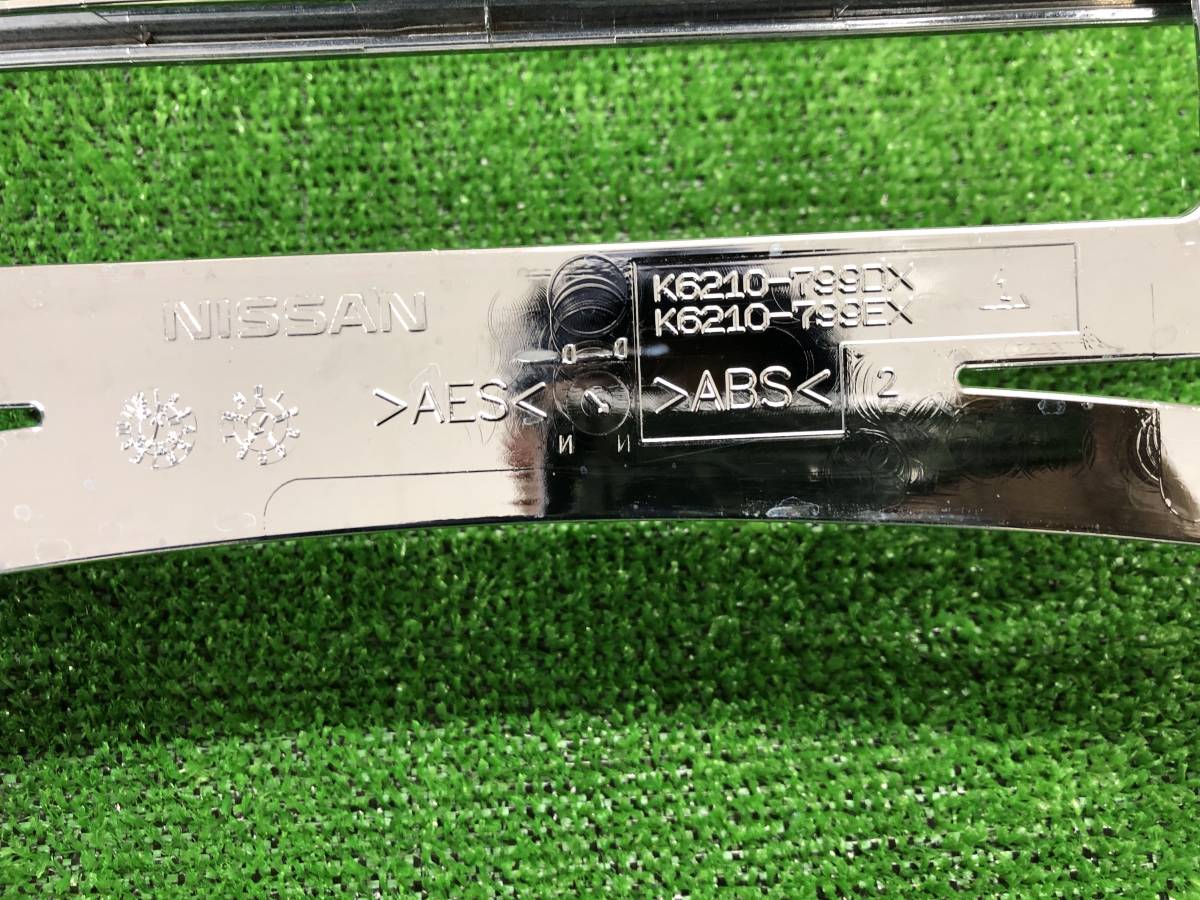 NISSAN
K6210-799DX
K6210-799EX
>AES<
>ABS<
2